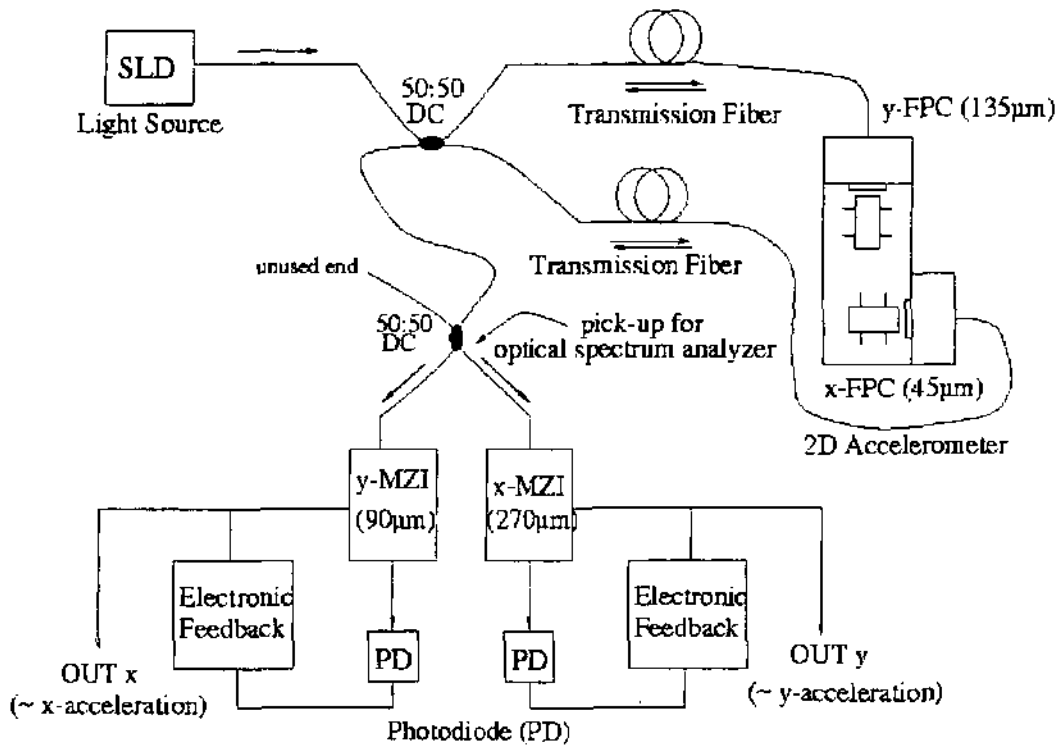 SLD
Light Source
50:50
DC
Transmission Fiber
y-FPC (135µm)
Transmission Fiber
unused end
50:50
DC
pick-up for
optical spectrum analyzer
x-FPC (45µm)
2D Accelerometer
y-MZI
(90µm)
x-MZI
(270µm)
Electronic
Feedback
PD
PD
Electronic
Feedback
OUT x
(~ x-acceleration)
OUT y
(~ y-acceleration)
Photodiode (PD)